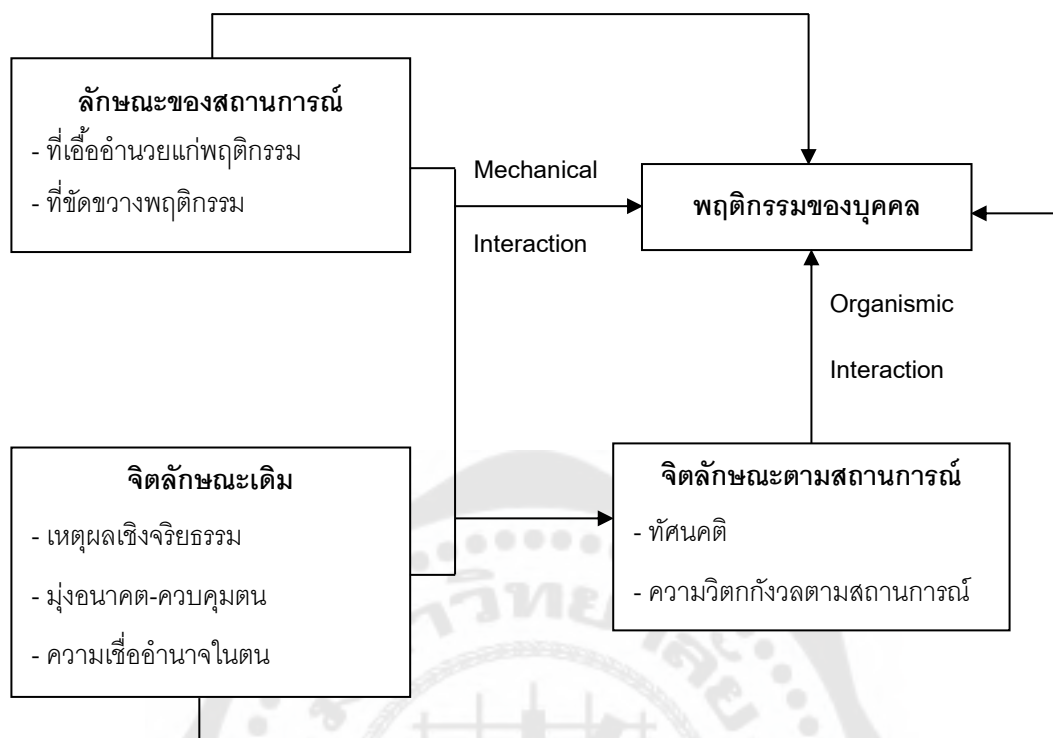 ลักษณะของสถานการณ์
- ที่เอื้ออำนวยแก่พฤติกรรม
- ที่ขัดขวางพฤติกรรม
Mechanical
Interaction
พฤติกรรมของบุคคล
Organismic
Interaction
จิตลักษณะเดิม
- เหตุผลเชิงจริยธรรม
- มุ่งอนาคต-ควบคุมตน
- ความเชื่ออำนาจในตน
จิตลักษณะตามสถานการณ์
- ทัศนคติ
- ความวิตกกังวลตามสถานการณ์